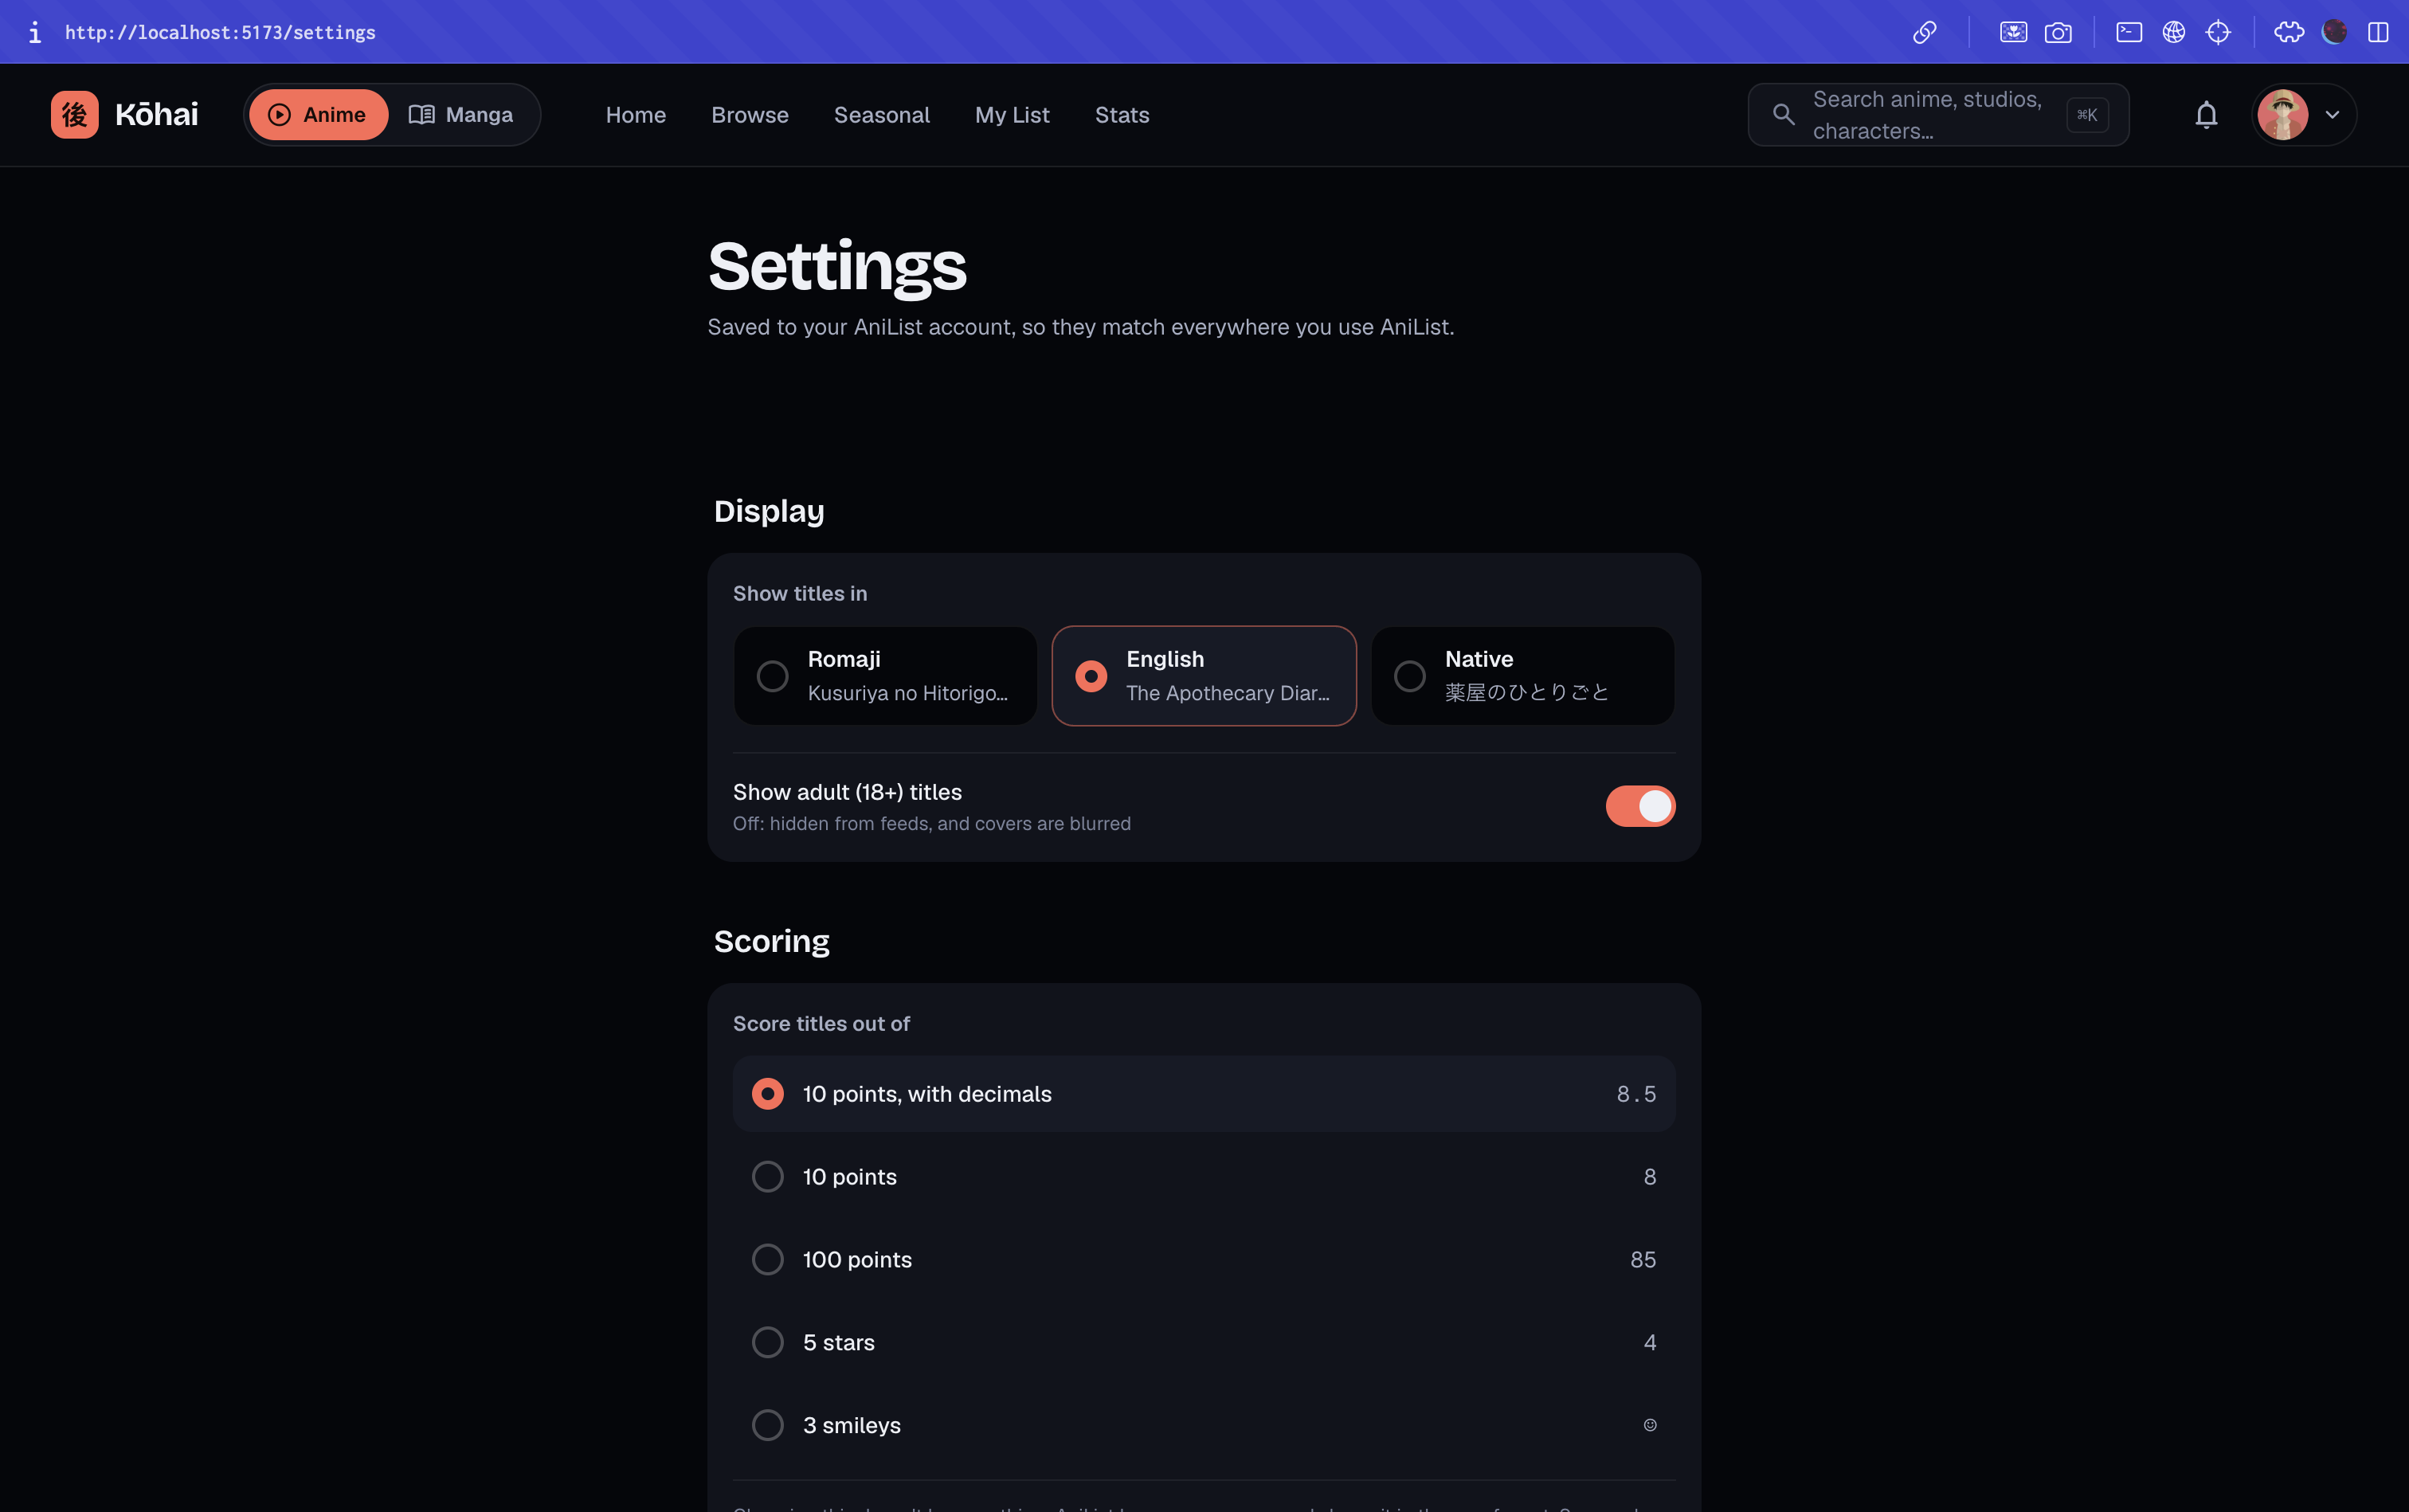 http://localhost:5173/settings
後 Kōhai
Anime
Manga
Home
Browse
Seasonal
My List
Stats
Search anime, studios,
characters…
⌘K
Settings
Saved to your AniList account, so they match everywhere you use AniList.
Display
Show titles in
Romaji
Kusuriya no Hitorigo…
English
The Apothecary Diar…
Native
薬屋のひとりごと
Show adult (18+) titles
Off: hidden from feeds, and covers are blurred
Scoring
Score titles out of
10 points, with decimals 8.5
10 points 8
100 points 85
5 stars 4
3 smileys ☺